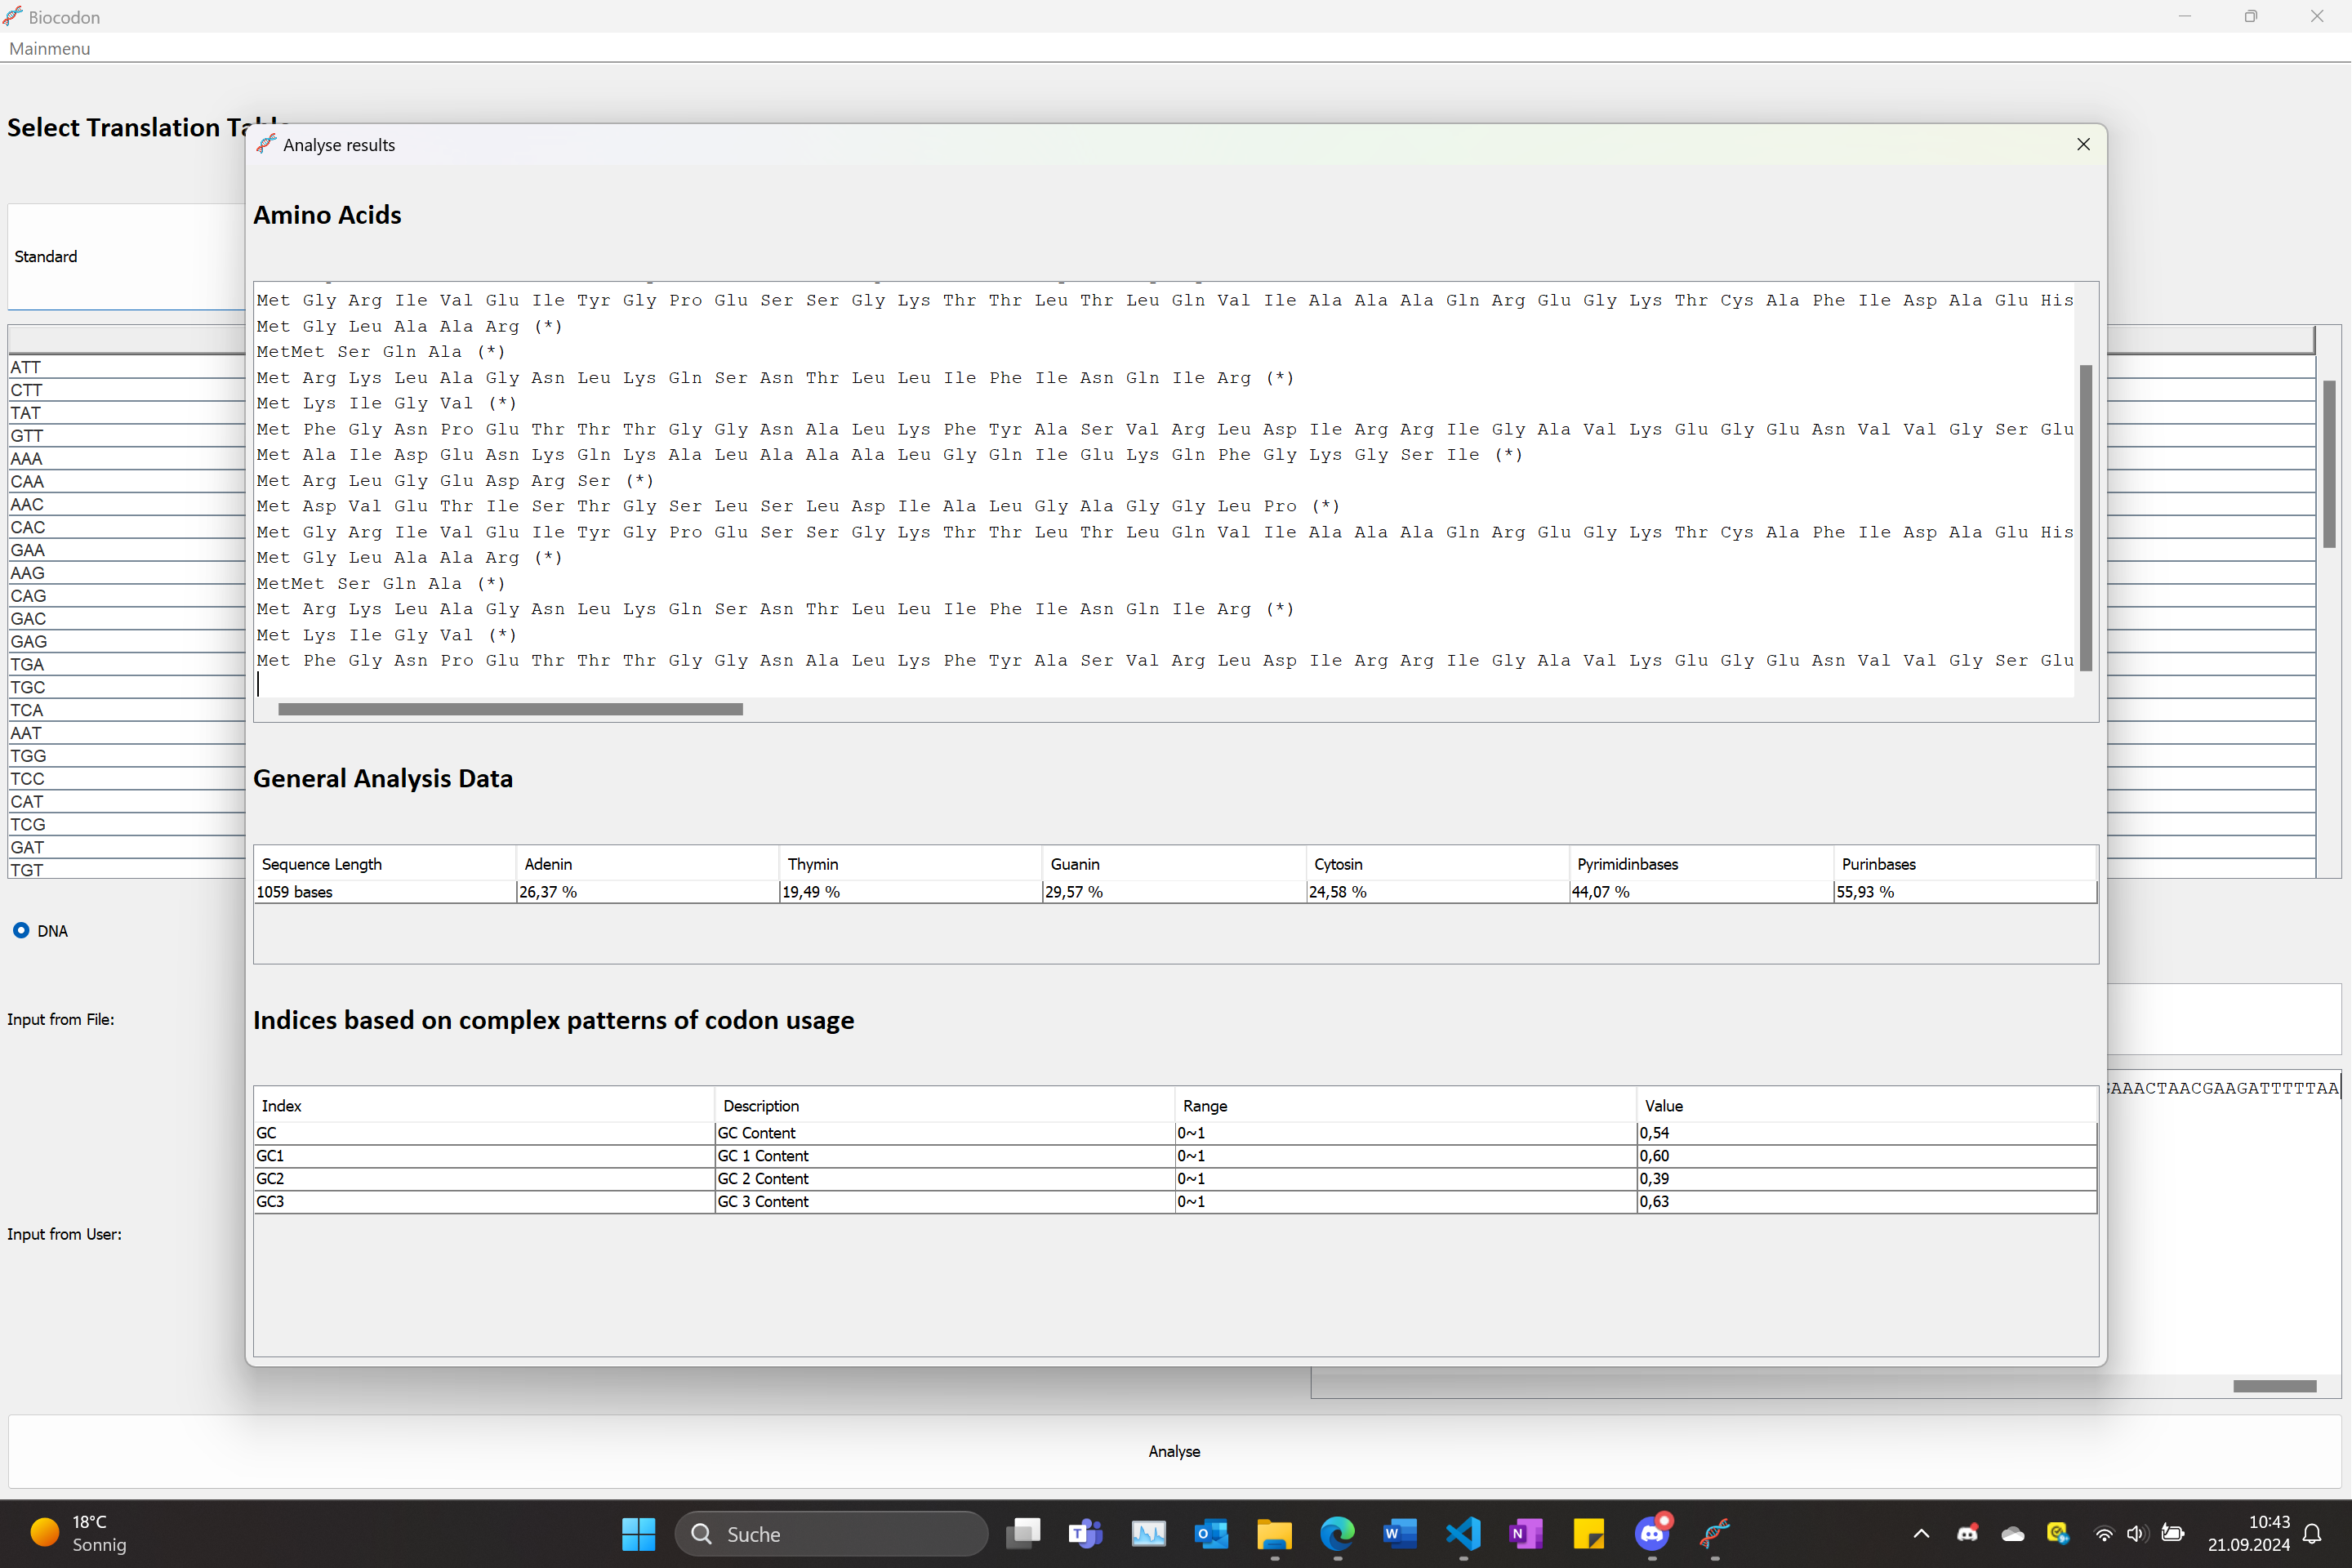 Biocodon
Mainmenu
Select Translation
Analyse results
Amino Acids
Standard
Met Gly Arg Ile Val Glu Ile Tyr Gly Pro Glu Ser Ser Gly Lys Thr Thr Leu Thr Leu Gln Val Ile Ala Ala Ala Gln Arg Glu Gly Lys Thr Cys Ala Phe Ile Asp Ala Glu His
Met Gly Leu Ala Ala Arg (*)
MetMet Ser Gln Ala (*)
Met Arg Lys Leu Ala Gly Asn Leu Lys Gln Ser Asn Thr Leu Leu Ile Phe Ile Asn Gln Ile Arg (*)
Met Lys Ile Gly Val (*)
Met Phe Gly Asn Pro Glu Thr Thr Thr Gly Gly Asn Ala Leu Lys Phe Tyr Ala Ser Val Arg Leu Asp Ile Arg Arg Ile Gly Ala Val Lys Glu Gly Glu Asn Val Val Gly Ser Glu
Met Ala Ile Asp Glu Asn Lys Gln Lys Ala Leu Ala Ala Ala Leu Gly Gln Ile Glu Lys Gln Phe Gly Lys Gly Ser Ile (*)
Met Arg Leu Gly Glu Asp Arg Ser (*)
Met Asp Val Glu Thr Ile Ser Thr Gly Ser Leu Ser Leu Asp Ile Ala Leu Gly Ala Gly Gly Leu Pro (*)
Met Gly Arg Ile Val Glu Ile Tyr Gly Pro Glu Ser Ser Gly Lys Thr Thr Leu Thr Leu Gln Val Ile Ala Ala Ala Gln Arg Glu Gly Lys Thr Cys Ala Phe Ile Asp Ala Glu His
Met Gly Leu Ala Ala Arg (*)
MetMet Ser Gln Ala (*)
Met Arg Lys Leu Ala Gly Asn Leu Lys Gln Ser Asn Thr Leu Leu Ile Phe Ile Asn Gln Ile Arg (*)
Met Lys Ile Gly Val (*)
Met Phe Gly Asn Pro Glu Thr Thr Thr Gly Gly Asn Ala Leu Lys Phe Tyr Ala Ser Val Arg Leu Asp Ile Arg Arg Ile Gly Ala Val Lys Glu Gly Glu Asn Val Val Gly Ser Glu
ATT
CTT
TAT
GTT
AAA
CAA
AAC
CAC
GAA
AAG
CAG
GAC
GAG
TGA
TGC
TCA
AAT
TGG
TCC
CAT
TCG
GAT
TGT
General Analysis Data
Sequence Length Adenin Thymin Guanin Cytosin Pyrimidinbases Purinbases
1059 bases 26,37 % 19,49 % 29,57 % 24,58 % 44,07 % 55,93 %
DNA
Input from File:
Indices based on complex patterns of codon usage
GAAACTAACGAAGATTTTTAA
Index Description Range Value
GC GC Content 0~1 0,54
GC1 GC 1 Content 0~1 0,60
GC2 GC 2 Content 0~1 0,39
GC3 GC 3 Content 0~1 0,63
Input from User:
Analyse
18°C
Sonnig
Suche
10:43
21.09.2024